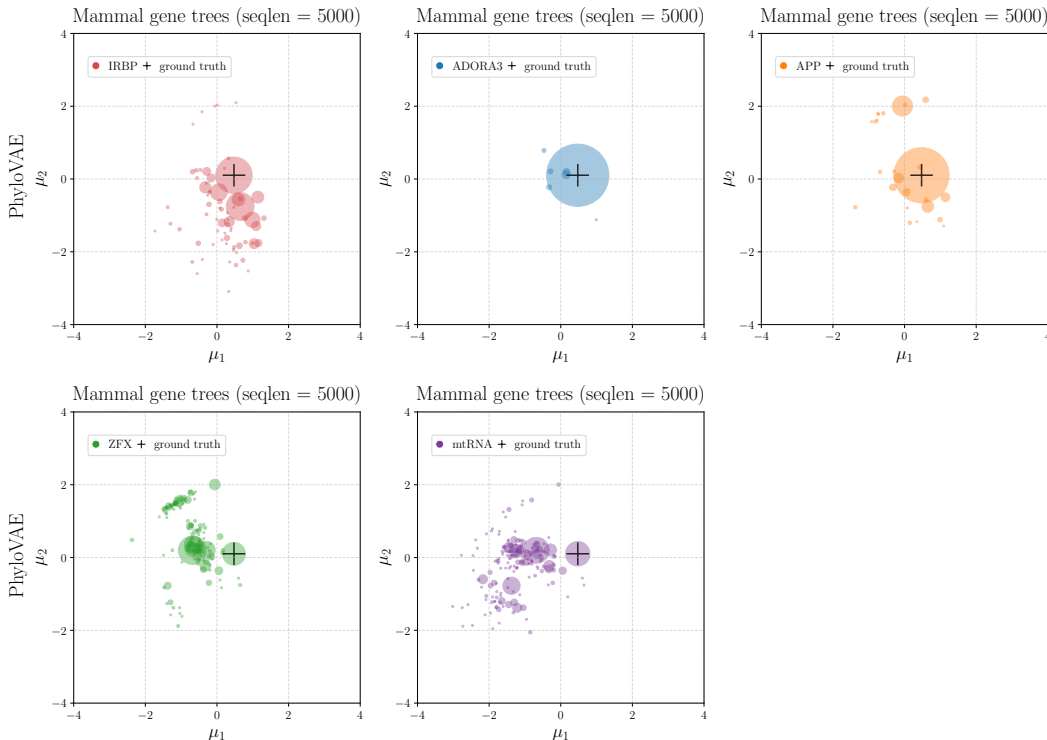 Mammal gene trees (seqlen = 5000)
IRBP + ground truth
PhyloVAE
μ₂
4
2
0
−2
−4
−4 −2 0 2 4
μ₁
Mammal gene trees (seqlen = 5000)
ADORA3 + ground truth
μ₂
4
2
0
−2
−4
−4 −2 0 2 4
μ₁
Mammal gene trees (seqlen = 5000)
APP + ground truth
μ₂
4
2
0
−2
−4
−4 −2 0 2 4
μ₁
Mammal gene trees (seqlen = 5000)
ZFX + ground truth
PhyloVAE
μ₂
4
2
0
−2
−4
−4 −2 0 2 4
μ₁
Mammal gene trees (seqlen = 5000)
mtRNA + ground truth
μ₂
4
2
0
−2
−4
−4 −2 0 2 4
μ₁